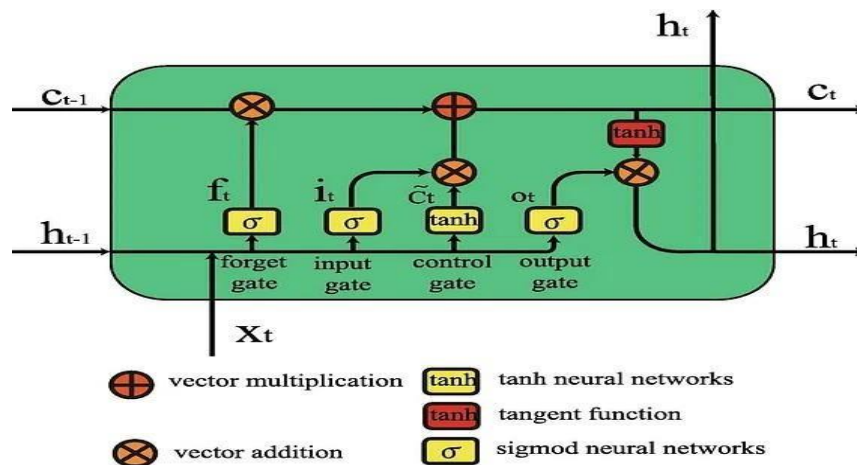 hₜ
cₜ₋₁
cₜ
tanh
fₜ
iₜ
C̃ₜ
oₜ
σ
σ
tanh
σ
hₜ₋₁
hₜ
forget gate
input gate
control gate
output gate
xₜ
vector multiplication
tanh
tanh neural networks
tanh
tangent function
vector addition
σ
sigmod neural networks